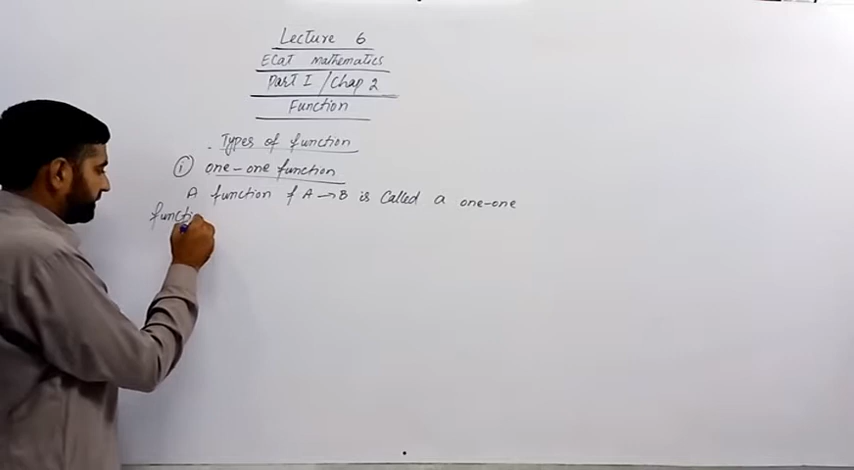 Lecture 6
ECAT Mathematics
Part I / Chap 2
Function
Types of function
(i) one-one function
A function f A → B is called a one-one
functi